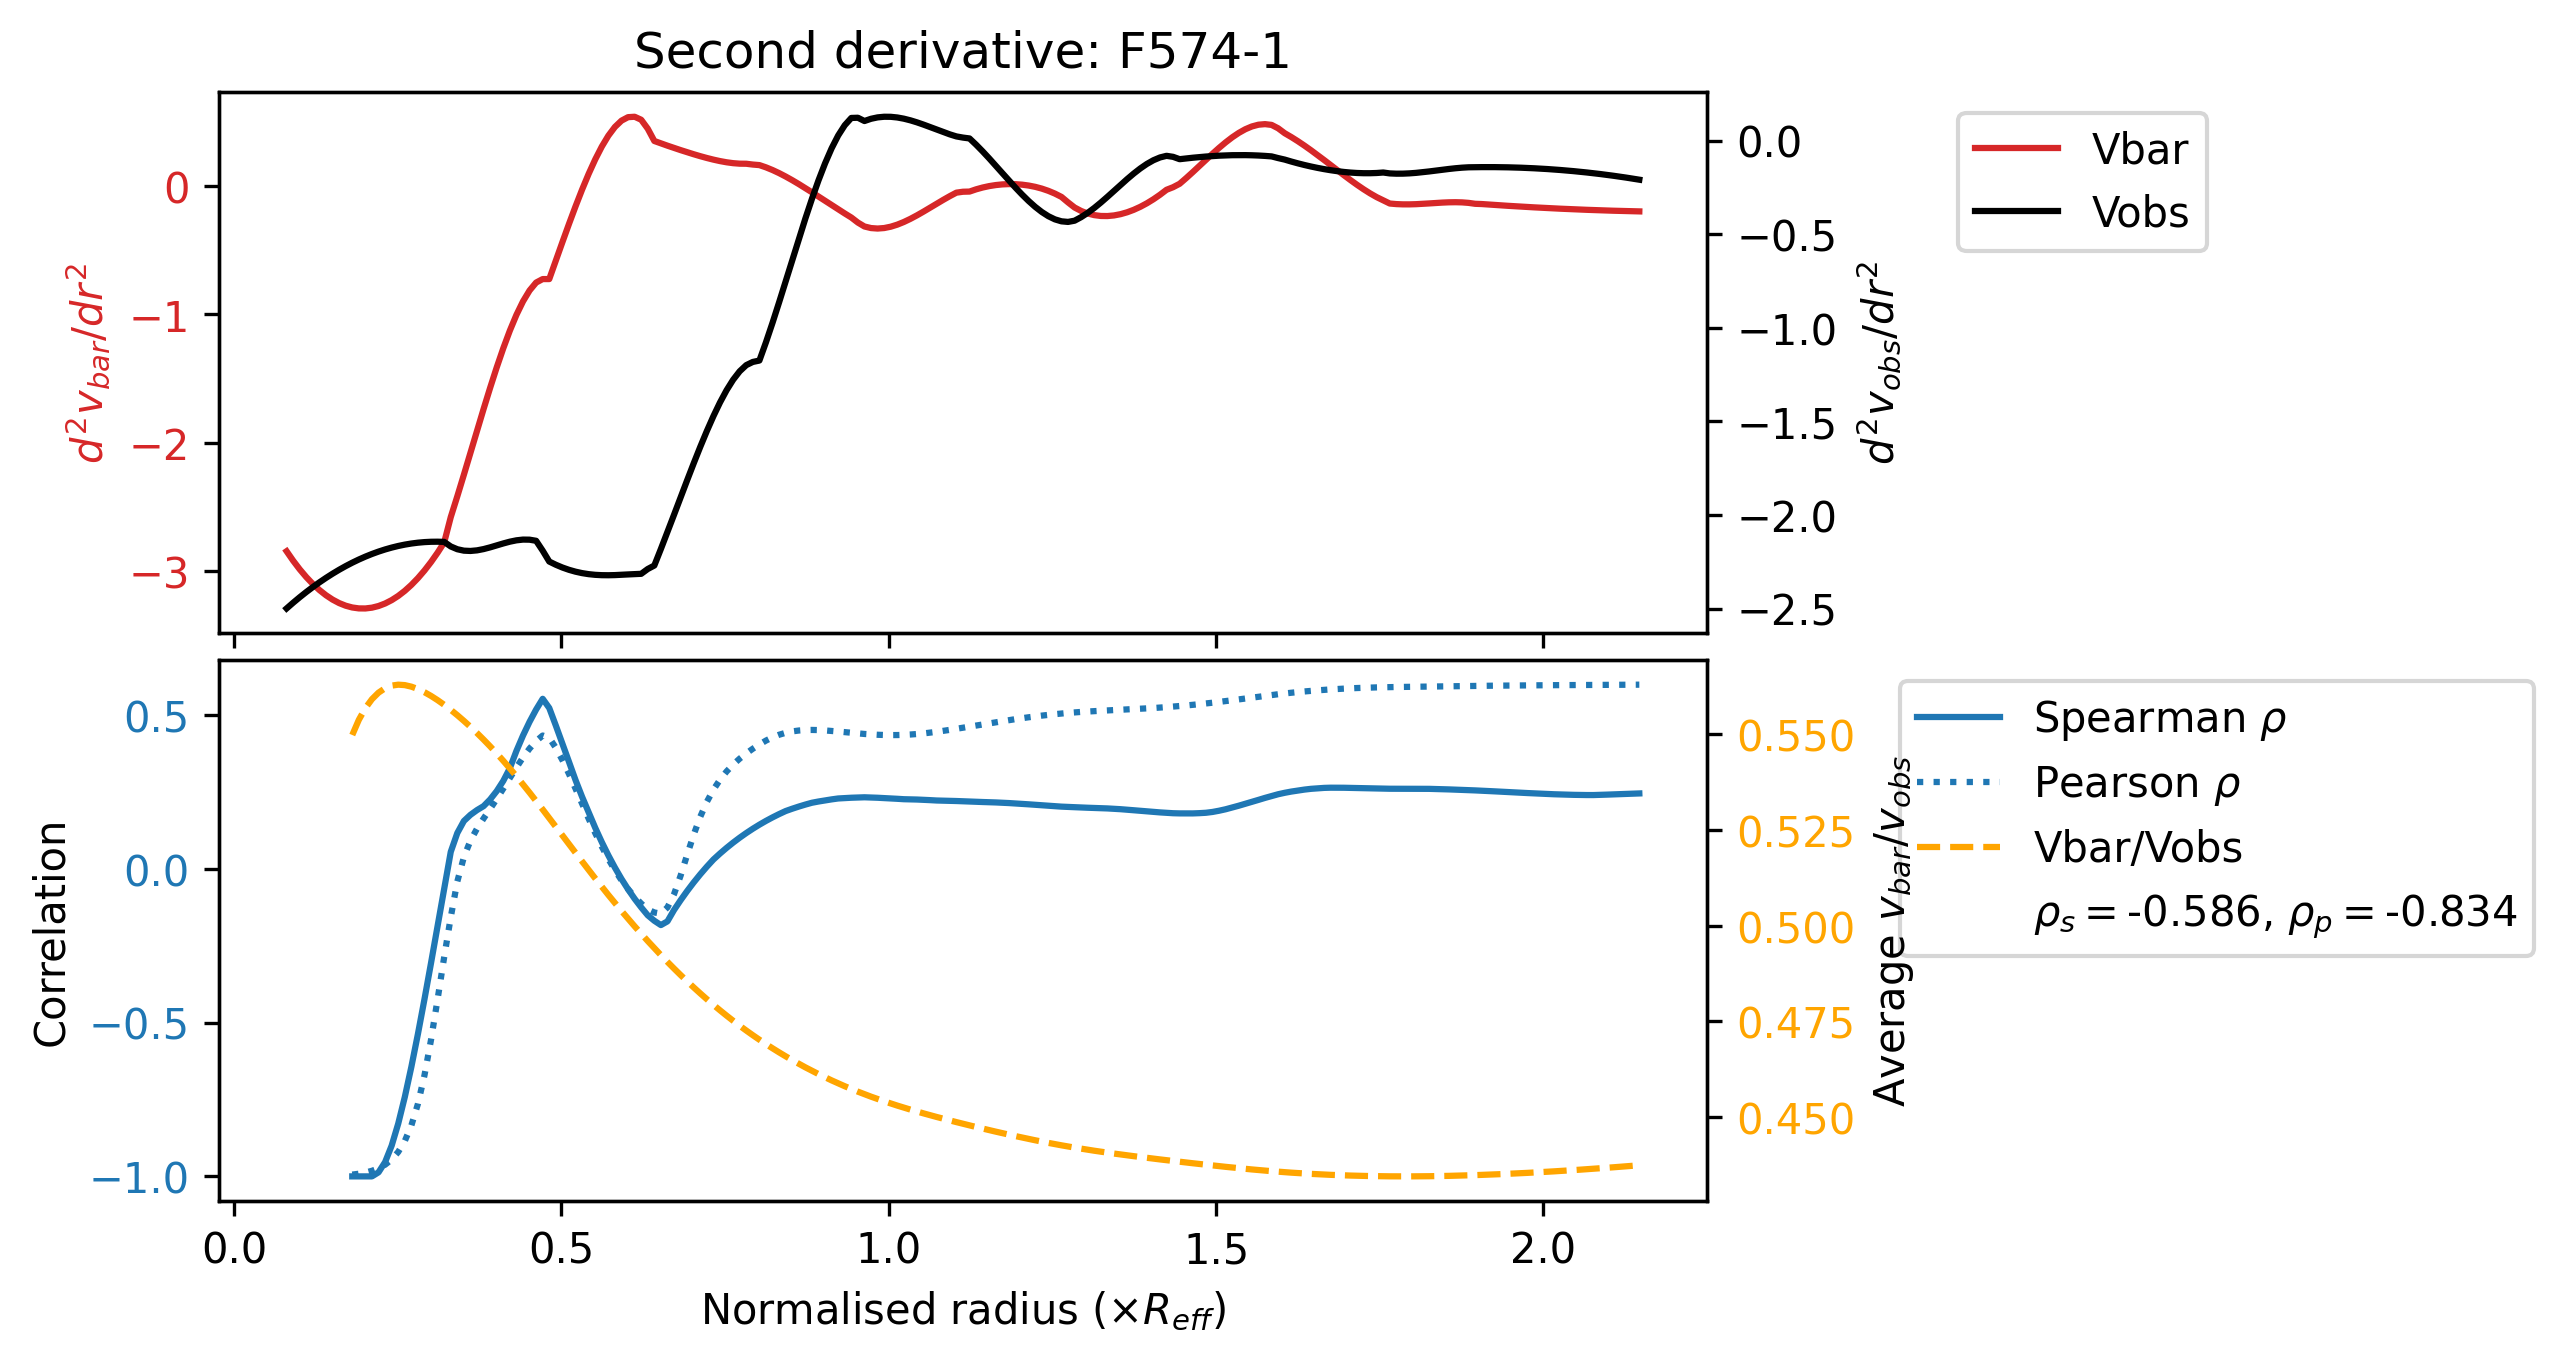 Second derivative: F574-1
d²v_bar/dr²
0
−1
−2
−3
0.0
−0.5
−1.0
−1.5
−2.0
−2.5
d²v_obs/dr²
Vbar
Vobs
Correlation
0.5
0.0
−0.5
−1.0
0.550
0.525
0.500
0.475
0.450
Average v_bar/v_obs
Spearman ρ
Pearson ρ
Vbar/Vobs
ρ_s = -0.586, ρ_p = -0.834
0.0
0.5
1.0
1.5
2.0
Normalised radius (×R_eff)